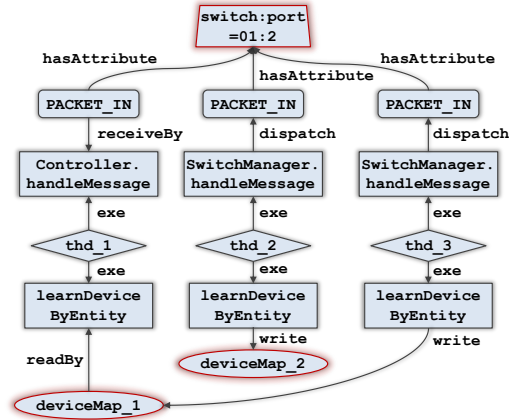 switch:port
=01:2
hasAttribute
hasAttribute
hasAttribute
PACKET_IN
PACKET_IN
PACKET_IN
receiveBy
dispatch
dispatch
Controller.
handleMessage
SwitchManager.
handleMessage
SwitchManager.
handleMessage
exe
exe
exe
thd_1
thd_2
thd_3
exe
exe
exe
learnDevice
ByEntity
learnDevice
ByEntity
learnDevice
ByEntity
readBy
write
write
deviceMap_2
deviceMap_1